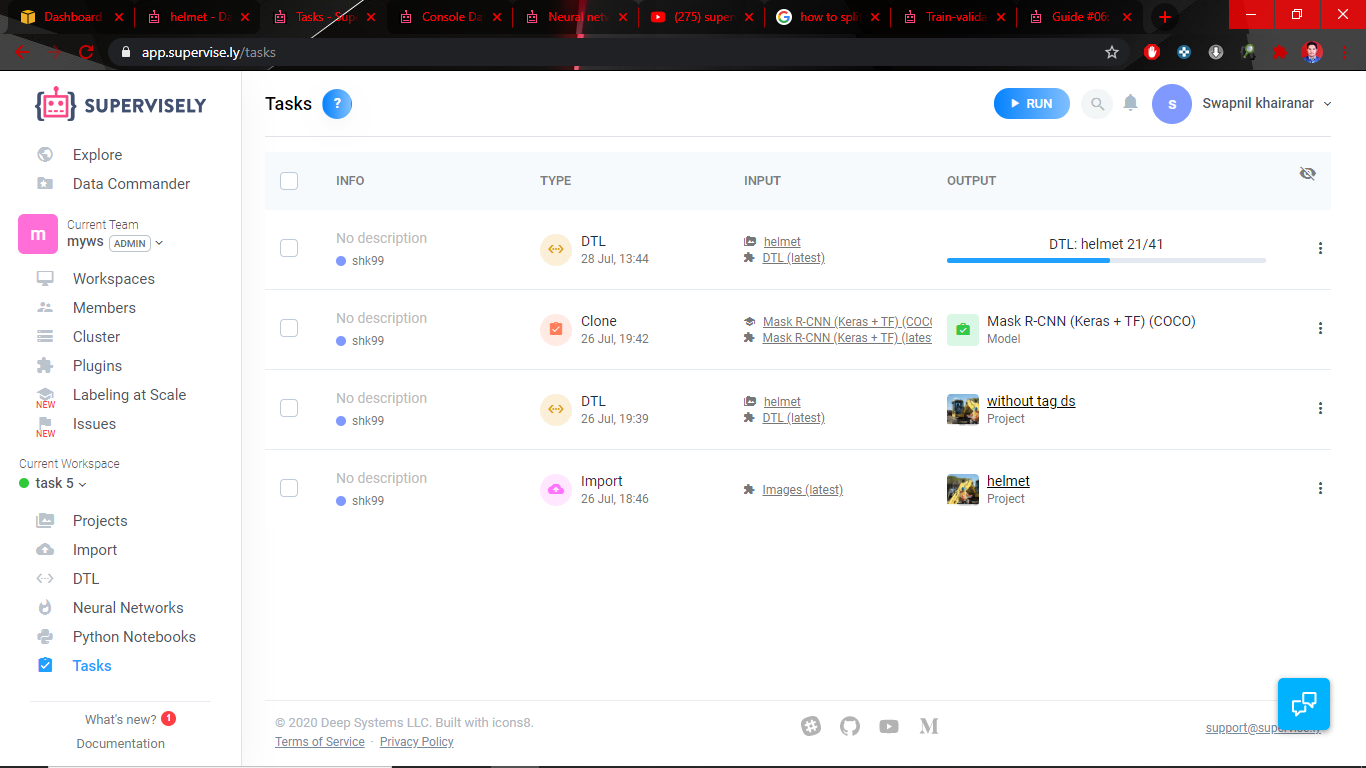 Dashboard
helmet - Da
Tasks - Sup
Console Da
Neural netw
(275) super
how to split
Train-valida
Guide #06:
app.supervise.ly/tasks
SUPERVISELY
Explore
Data Commander
m
Current Team
myws ADMIN
Workspaces
Members
Cluster
Plugins
Labeling at Scale
NEW
Issues
NEW
Current Workspace
task 5
Projects
Import
DTL
Neural Networks
Python Notebooks
Tasks
What's new? 1
Documentation
Tasks ?
RUN
s
Swapnil khairanar
INFO TYPE INPUT OUTPUT
No description
shk99
DTL
28 Jul, 13:44
helmet
DTL (latest)
DTL: helmet 21/41
No description
shk99
Clone
26 Jul, 19:42
Mask R-CNN (Keras + TF) (COCO
Mask R-CNN (Keras + TF) (lates
Mask R-CNN (Keras + TF) (COCO)
Model
No description
shk99
DTL
26 Jul, 19:39
helmet
DTL (latest)
without tag ds
Project
No description
shk99
Import
26 Jul, 18:46
Images (latest)
helmet
Project
© 2020 Deep Systems LLC. Built with icons8.
Terms of Service · Privacy Policy
M
support@supervise.ly